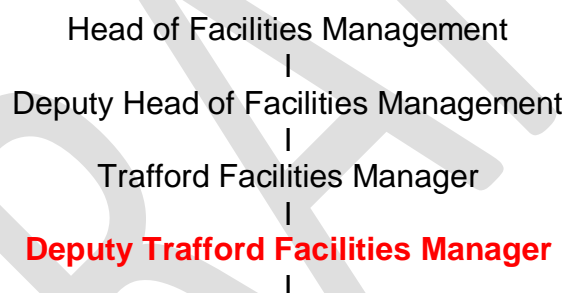 Head of Facilities Management
I
Deputy Head of Facilities Management
I
Trafford Facilities Manager
I
Deputy Trafford Facilities Manager
I